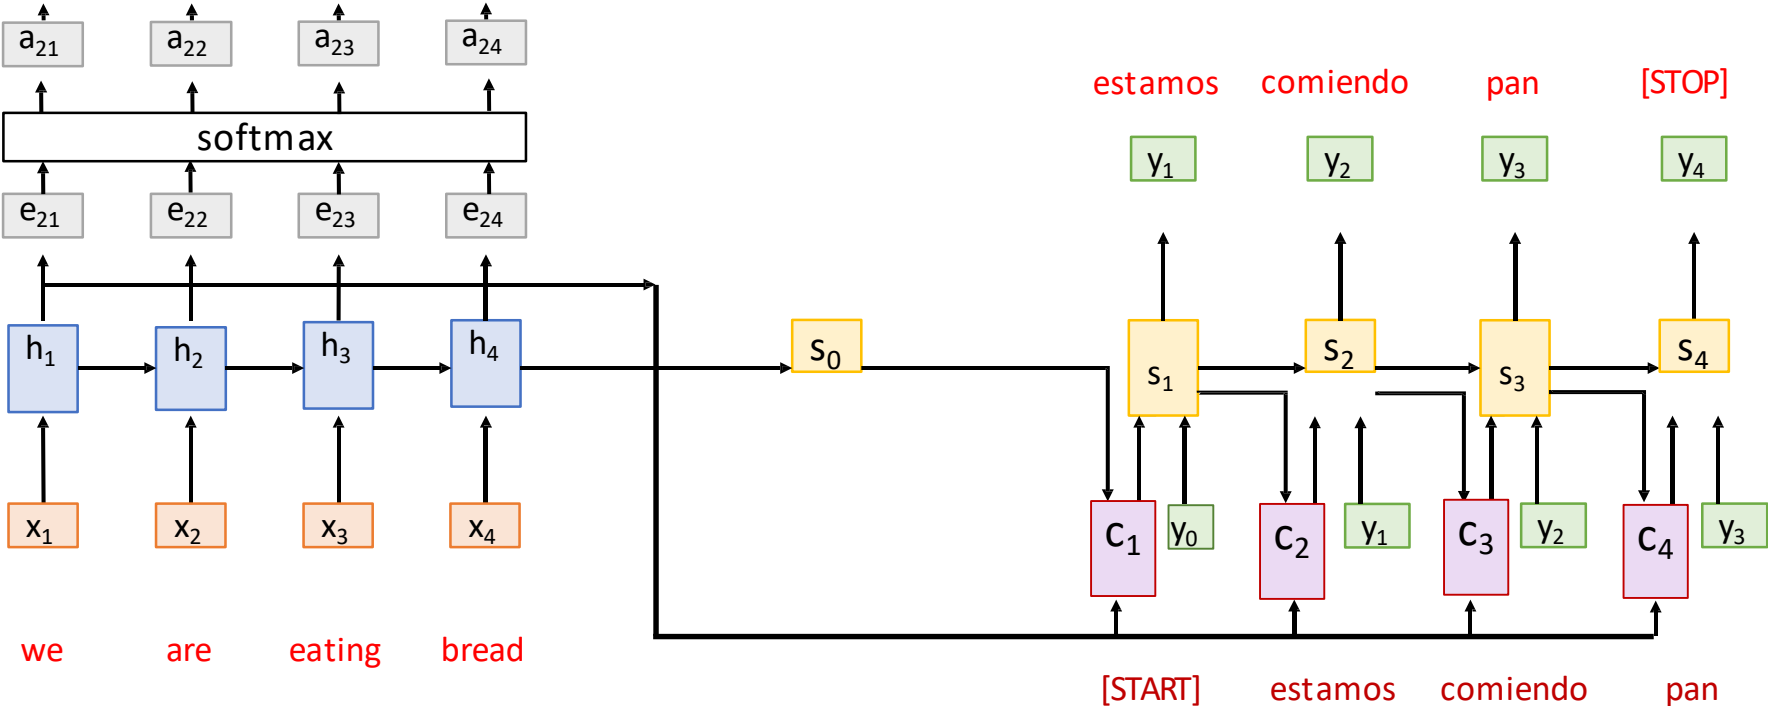 a21 a22 a23 a24
estamos comiendo pan [STOP]
softmax
y1 y2 y3 y4
e21 e22 e23 e24
h1 h2 h3 h4 s0 s1 s2 s3 s4
x1 x2 x3 x4 c1 y0 c2 y1 c3 y2 c4 y3
we are eating bread
[START] estamos comiendo pan